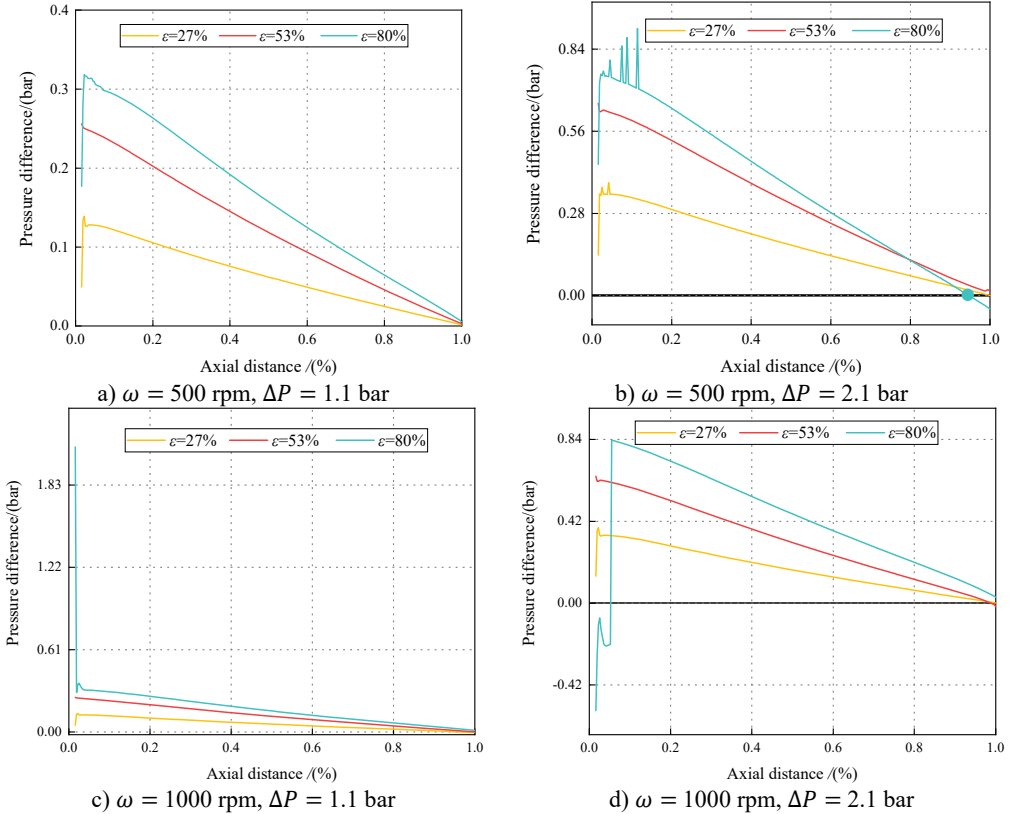 0.4
0.3
0.2
0.1
0.0
Pressure difference/(bar)
ε=27% ε=53% ε=80%
0.0 0.2 0.4 0.6 0.8 1.0
Axial distance /(%)
a) ω = 500 rpm, ΔP = 1.1 bar
0.84
0.56
0.28
0.00
Pressure difference/(bar)
ε=27% ε=53% ε=80%
0.0 0.2 0.4 0.6 0.8 1.0
Axial distance /(%)
b) ω = 500 rpm, ΔP = 2.1 bar
1.83
1.22
0.61
0.00
Pressure difference/(bar)
ε=27% ε=53% ε=80%
0.0 0.2 0.4 0.6 0.8 1.0
Axial distance /(%)
c) ω = 1000 rpm, ΔP = 1.1 bar
0.84
0.42
0.00
-0.42
Pressure difference/(bar)
ε=27% ε=53% ε=80%
0.0 0.2 0.4 0.6 0.8 1.0
Axial distance /(%)
d) ω = 1000 rpm, ΔP = 2.1 bar